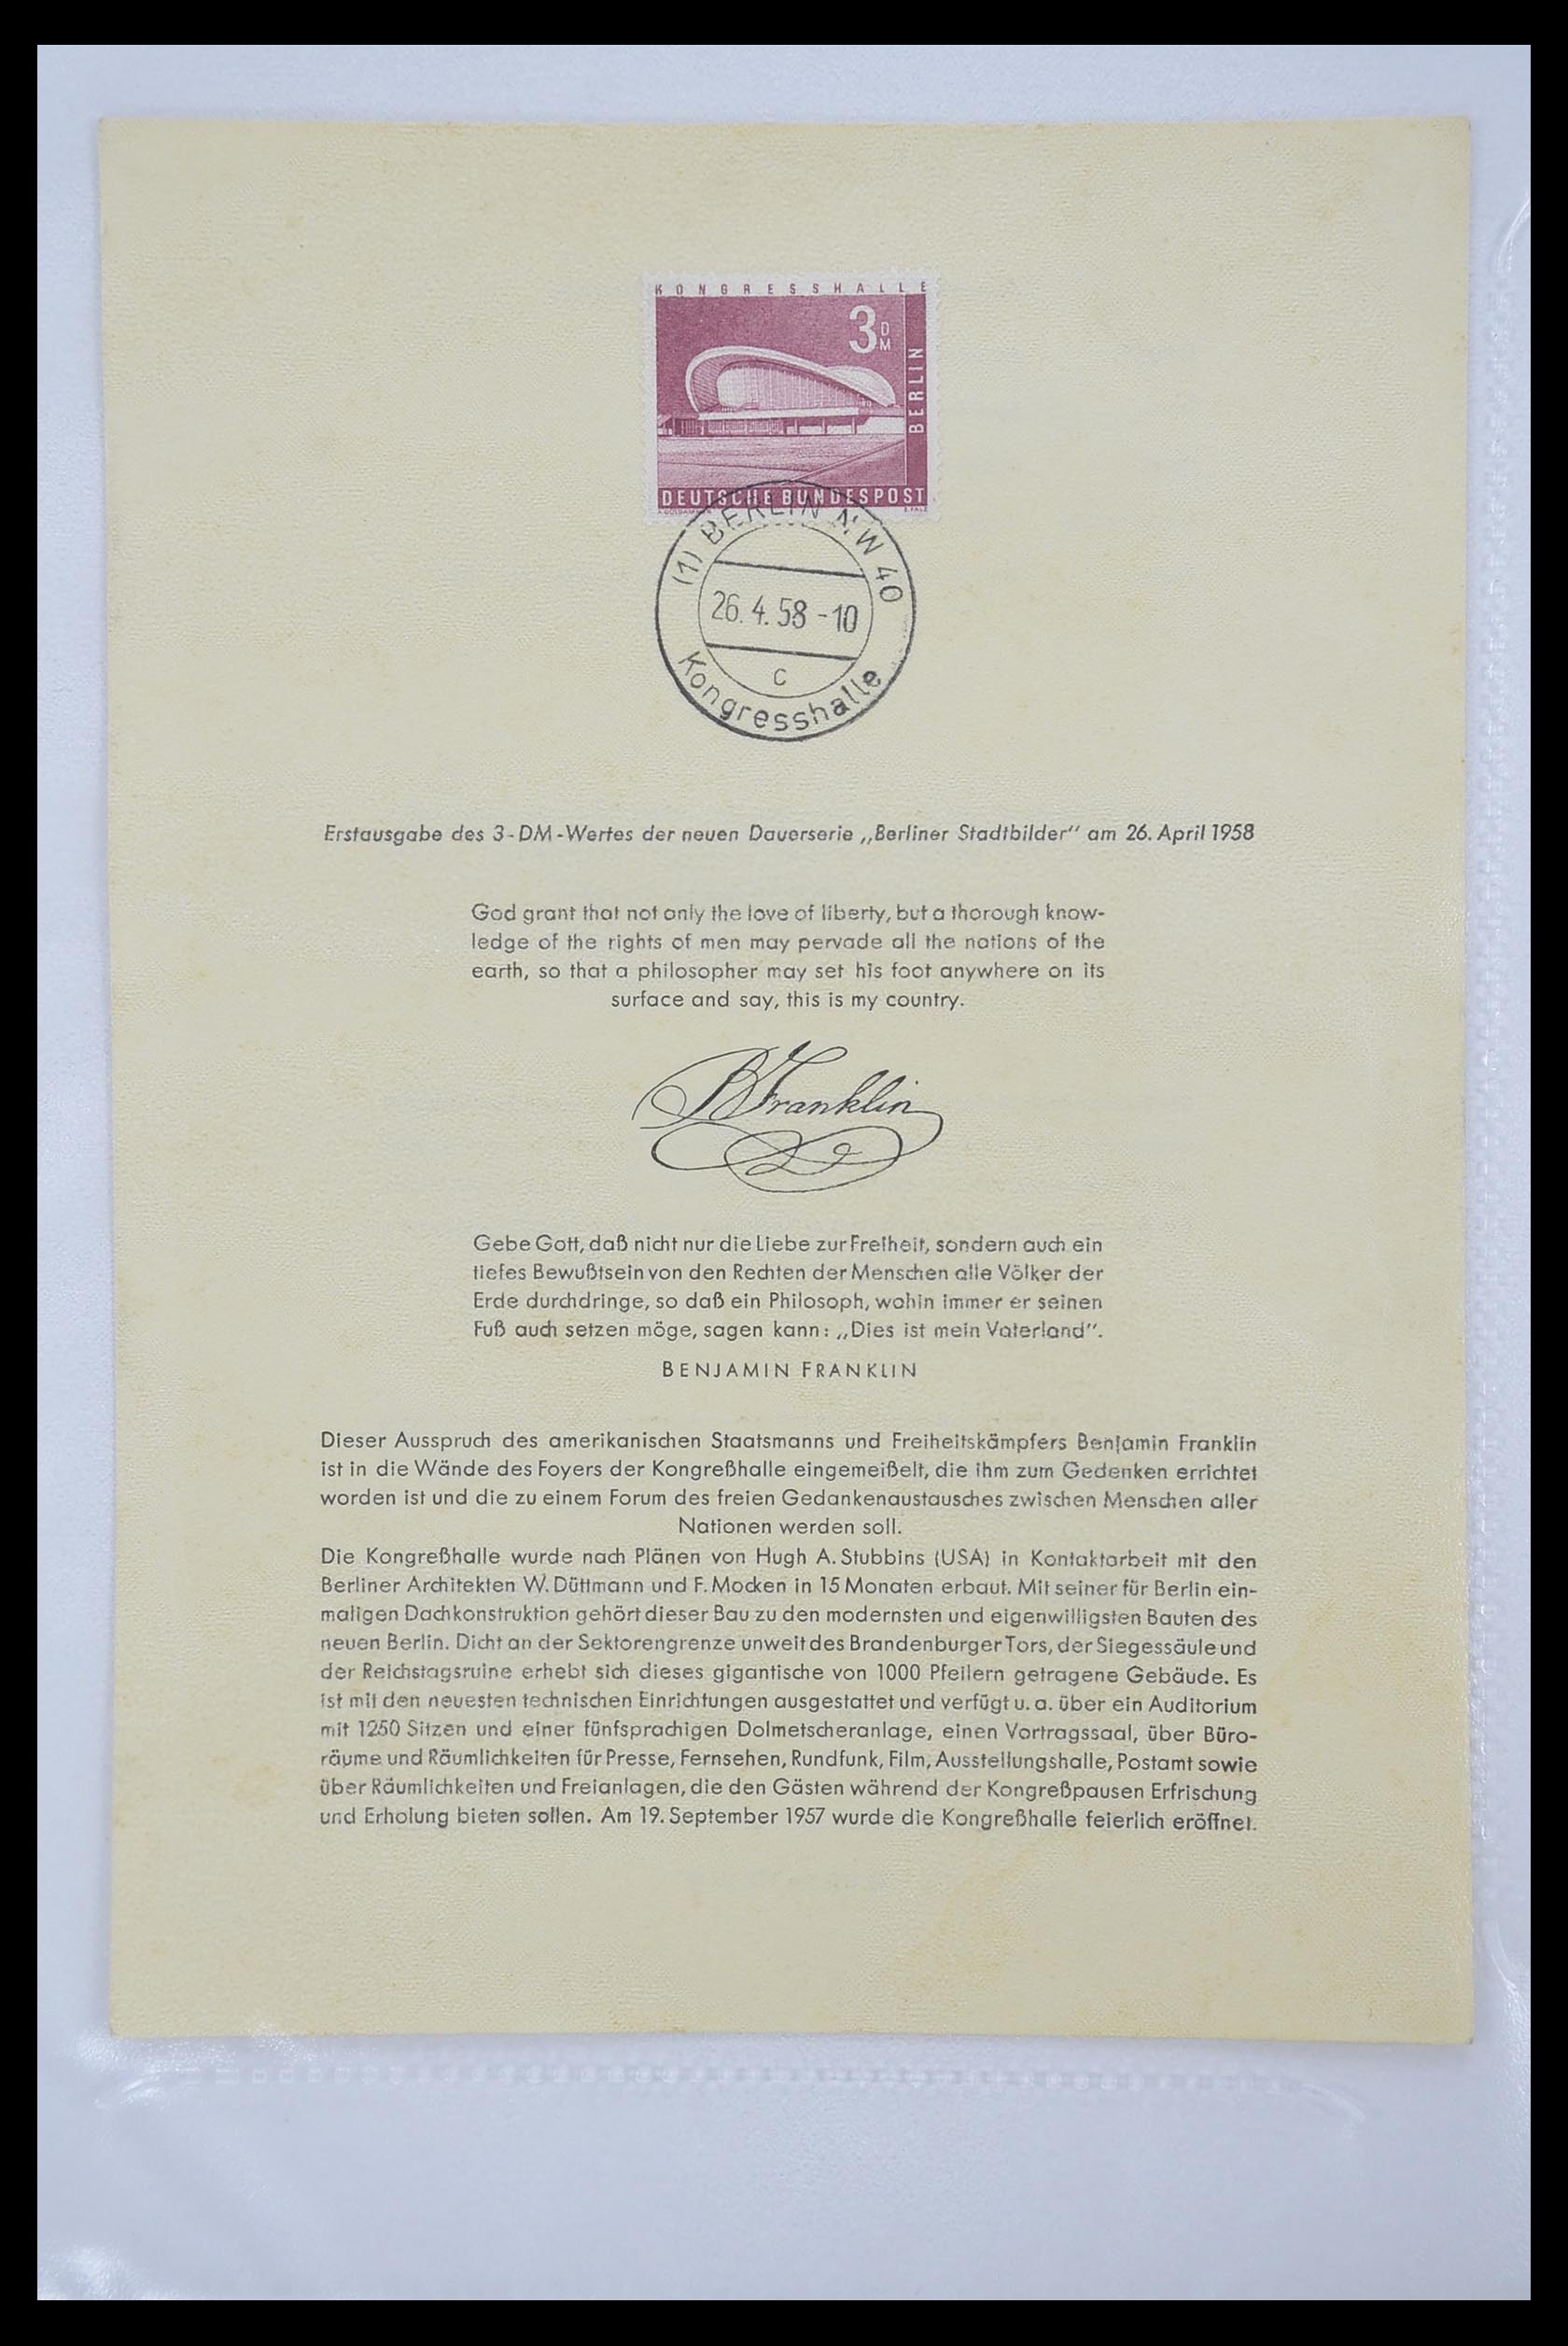 KONGRESSHALLE
3 DM
BERLIN
DEUTSCHE BUNDESPOST
(1) BERLIN NW 40
26.4.58-10
C
Kongresshalle
Erstausgabe des 3-DM-Wertes der neuen Dauerserie „Berliner Stadtbilder“ am 26. April 1958
God grant that not only the love of liberty, but a thorough know-
ledge of the rights of men may pervade all the nations of the
earth, so that a philosopher may set his foot anywhere on its
surface and say, this is my country.
B Franklin
Gebe Gott, daß nicht nur die Liebe zur Freiheit, sondern auch ein
tiefes Bewußtsein von den Rechten der Menschen alle Völker der
Erde durchdringe, so daß ein Philosoph, wohin immer er seinen
Fuß auch setzen möge, sagen kann: „Dies ist mein Vaterland“.
BENJAMIN FRANKLIN
Dieser Ausspruch des amerikanischen Staatsmanns und Freiheitskämpfers Benjamin Franklin
ist in die Wände des Foyers der Kongreßhalle eingemeißelt, die ihm zum Gedenken errichtet
worden ist und die zu einem Forum des freien Gedankenaustausches zwischen Menschen aller
Nationen werden soll.
Die Kongreßhalle wurde nach Plänen von Hugh A. Stubbins (USA) in Kontaktarbeit mit den
Berliner Architekten W. Düttmann und F. Mocken in 15 Monaten erbaut. Mit seiner für Berlin ein-
maligen Dachkonstruktion gehört dieser Bau zu den modernsten und eigenwilligsten Bauten des
neuen Berlin. Dicht an der Sektorengrenze unweit des Brandenburger Tors, der Siegessäule und
der Reichstagsruine erhebt sich dieses gigantische von 1000 Pfeilern getragene Gebäude. Es
ist mit den neuesten technischen Einrichtungen ausgestattet und verfügt u. a. über ein Auditorium
mit 1250 Sitzen und einer fünfsprachigen Dolmetscheranlage, einen Vortragssaal, über Büro-
räume und Räumlichkeiten für Presse, Fernsehen, Rundfunk, Film, Ausstellungshalle, Postamt sowie
über Räumlichkeiten und Freianlagen, die den Gästen während der Kongreßpausen Erfrischung
und Erholung bieten sollen. Am 19. September 1957 wurde die Kongreßhalle feierlich eröffnet.